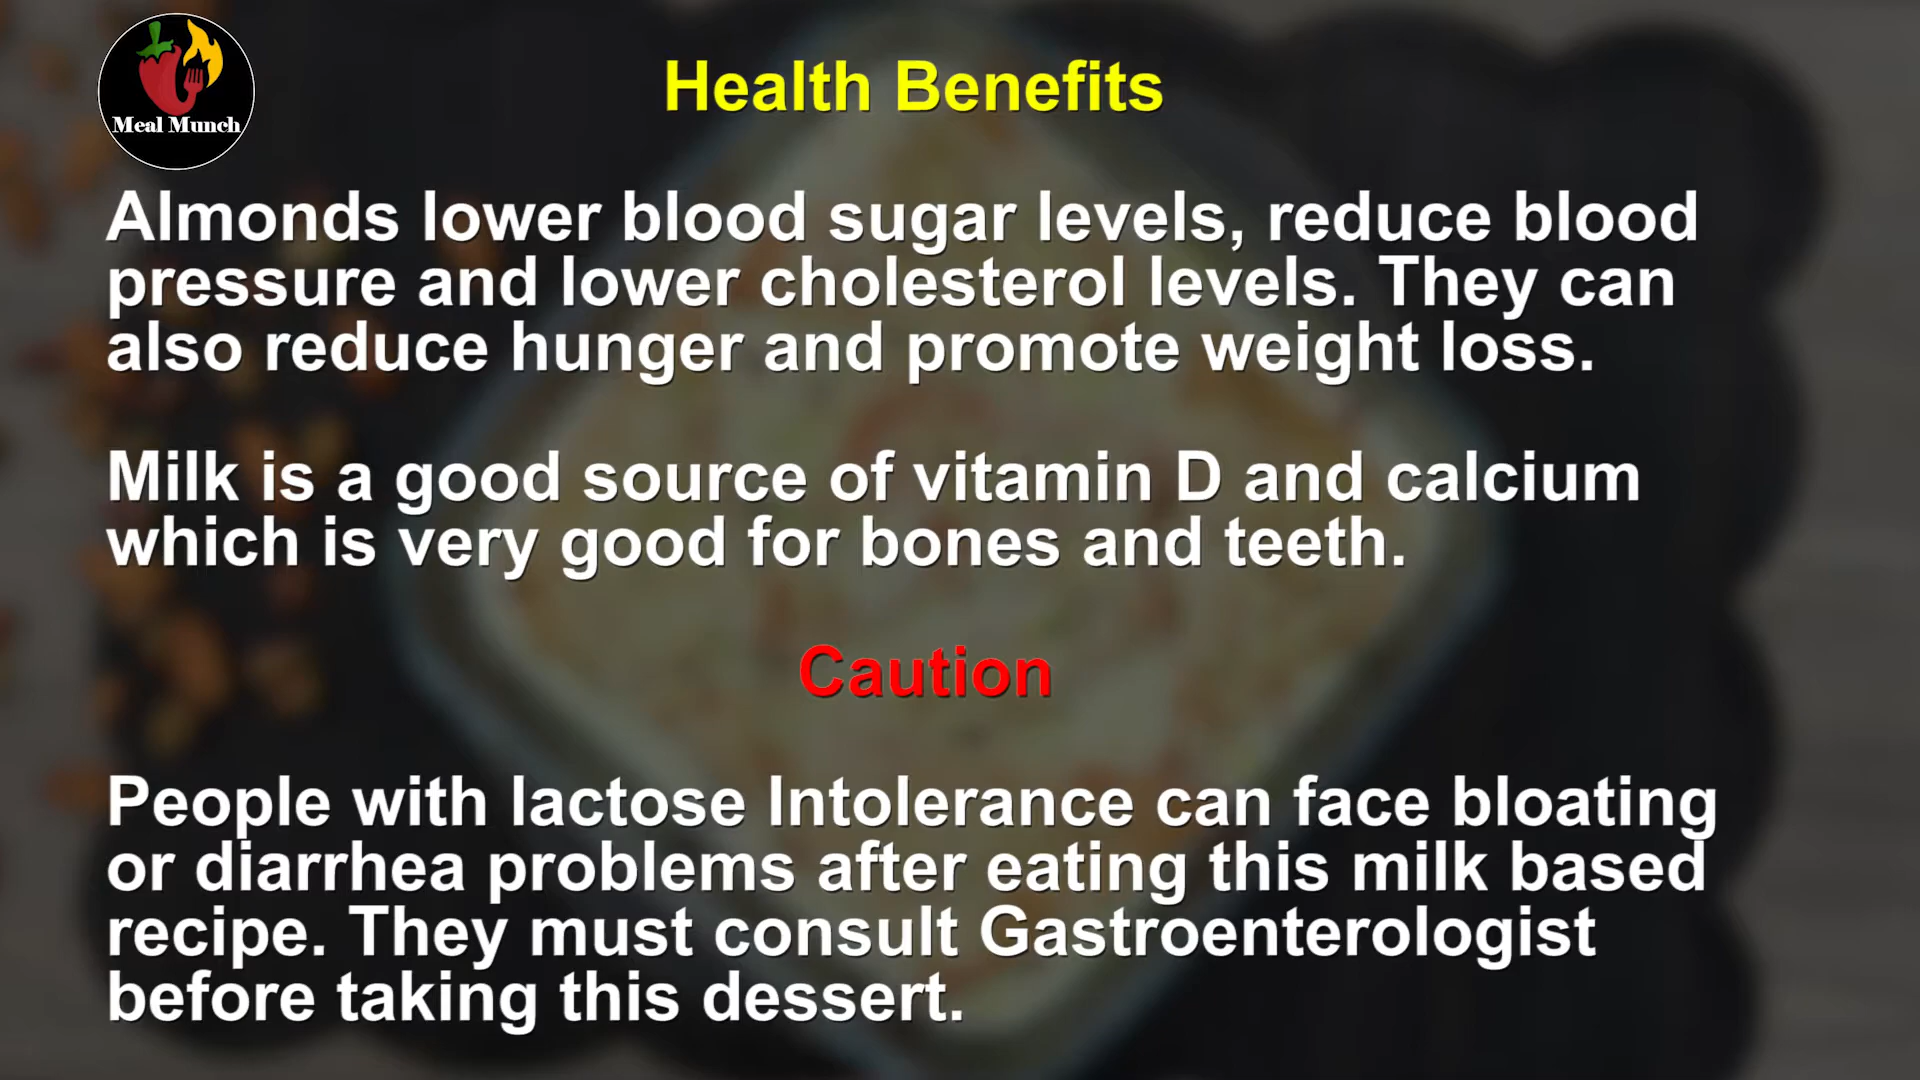 Meal Munch
Health Benefits
Almonds lower blood sugar levels, reduce blood
pressure and lower cholesterol levels. They can
also reduce hunger and promote weight loss.
Milk is a good source of vitamin D and calcium
which is very good for bones and teeth.
Caution
People with lactose Intolerance can face bloating
or diarrhea problems after eating this milk based
recipe. They must consult Gastroenterologist
before taking this dessert.